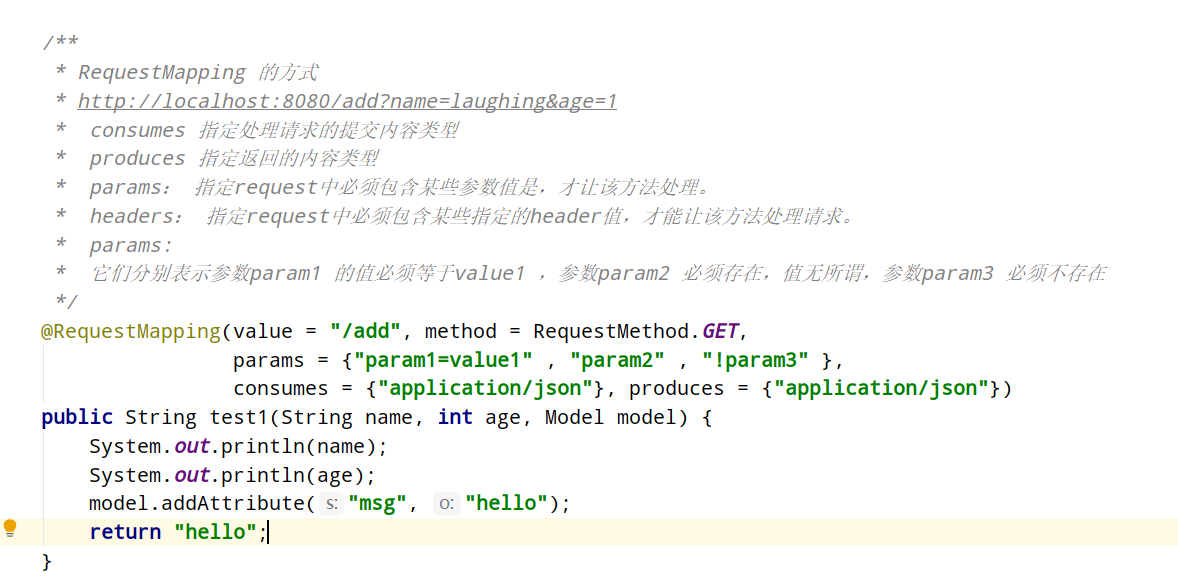 /**
 * RequestMapping 的方式
 * http://localhost:8080/add?name=laughing&age=1
 *  consumes 指定处理请求的提交内容类型
 *  produces 指定返回的内容类型
 *  params： 指定request中必须包含某些参数值是，才让该方法处理。
 *  headers： 指定request中必须包含某些指定的header值，才能让该方法处理请求。
 *  params:
 *  它们分别表示参数param1 的值必须等于value1 ，参数param2 必须存在，值无所谓，参数param3 必须不存在
 */
@RequestMapping(value = "/add", method = RequestMethod.GET,
                params = {"param1=value1" , "param2" , "!param3" },
                consumes = {"application/json"}, produces = {"application/json"})
public String test1(String name, int age, Model model) {
    System.out.println(name);
    System.out.println(age);
    model.addAttribute( s: "msg", o: "hello");
    return "hello";
}